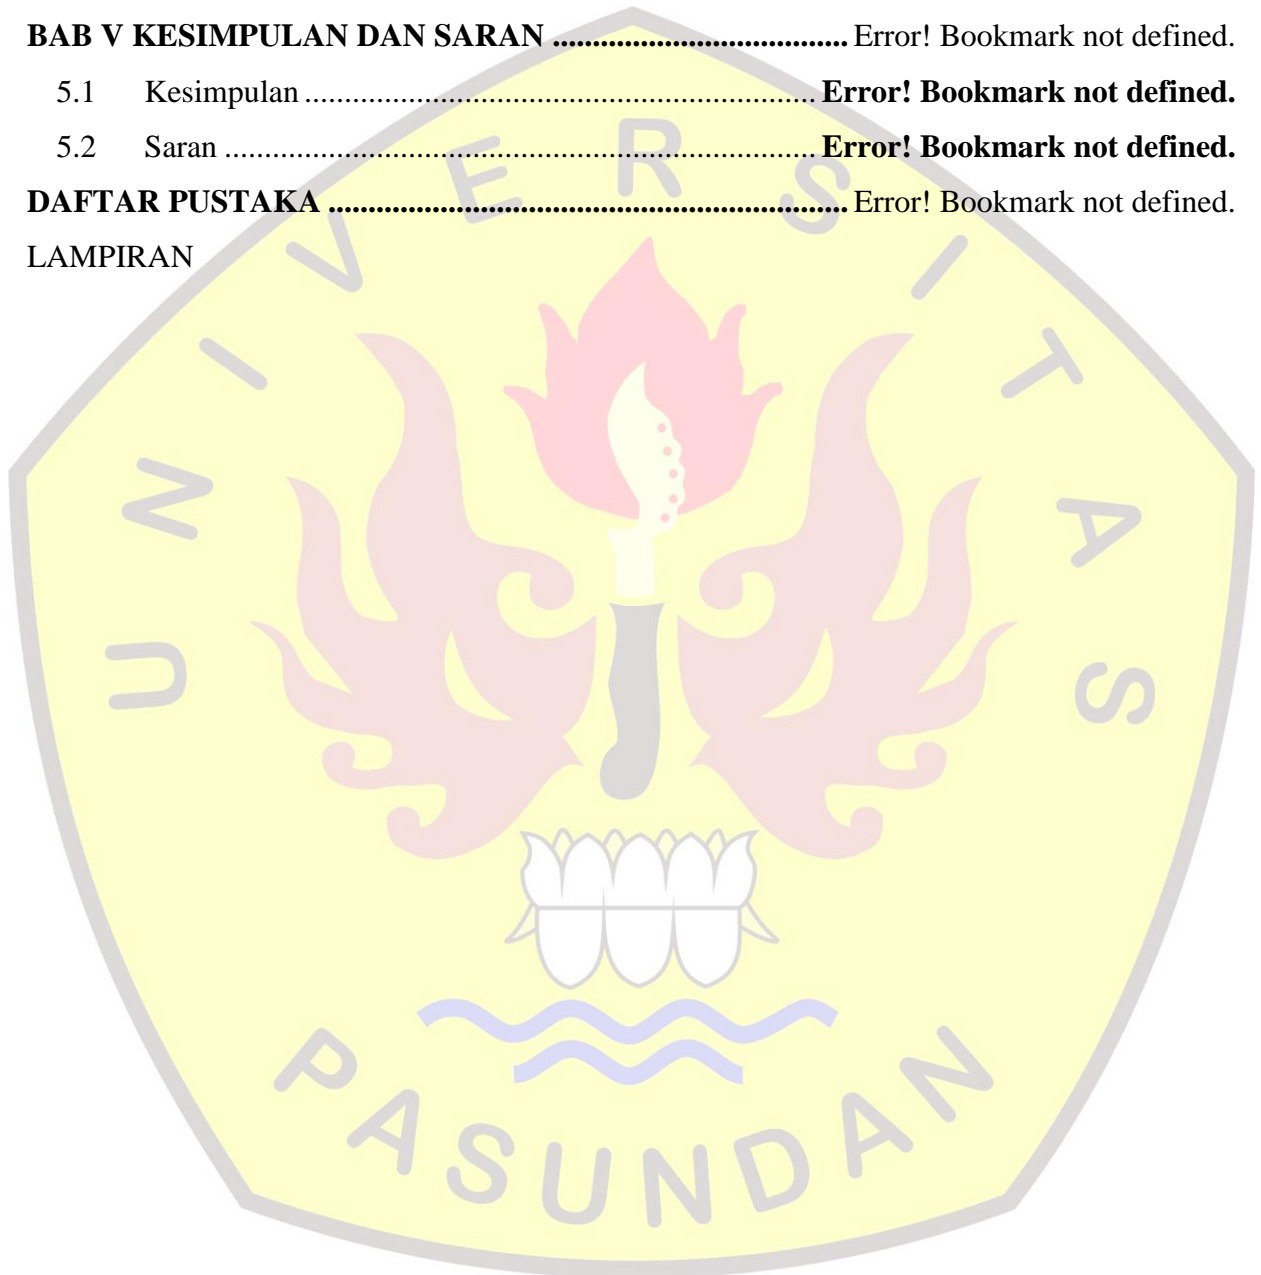 BAB V KESIMPULAN DAN SARAN ..................................... Error! Bookmark not defined.
5.1 Kesimpulan ................................................................ Error! Bookmark not defined.
5.2 Saran .......................................................................... Error! Bookmark not defined.
DAFTAR PUSTAKA ................................................................. Error! Bookmark not defined.
LAMPIRAN
UNIVERSITAS
PASUNDAN